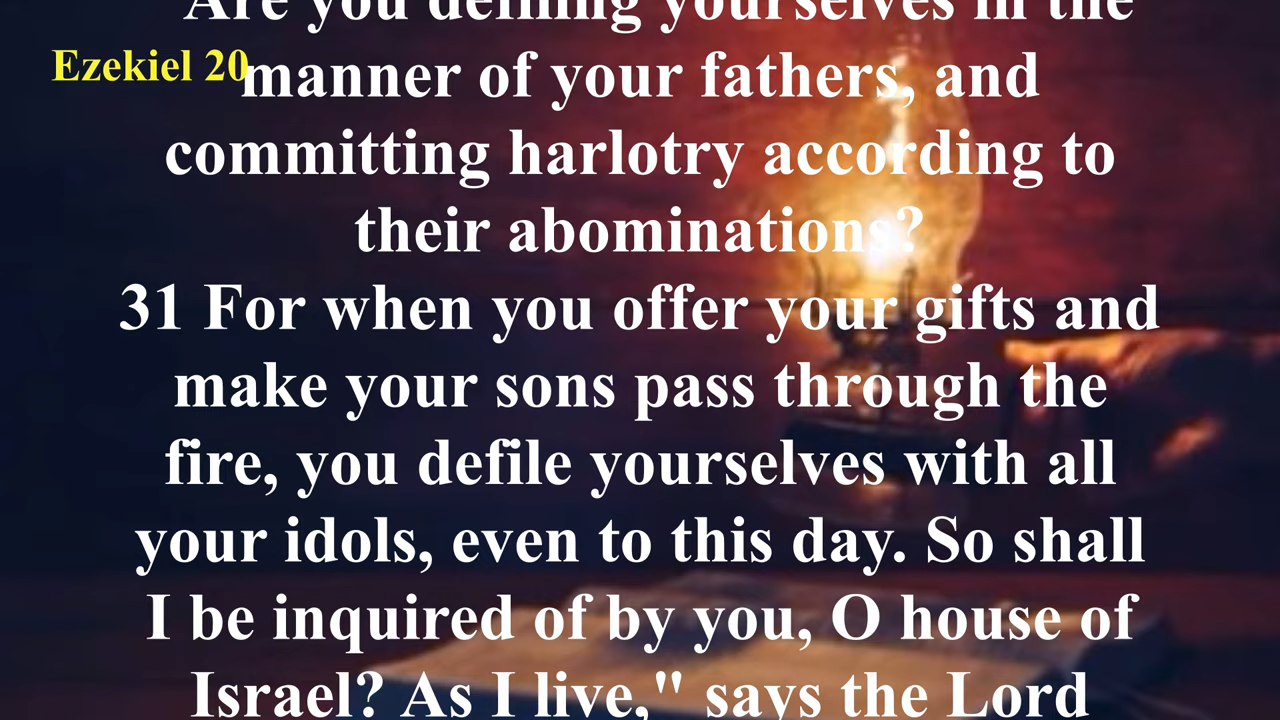 Are you defiling yourselves in the
Ezekiel 20
manner of your fathers, and
committing harlotry according to
their abominations?
31 For when you offer your gifts and
make your sons pass through the
fire, you defile yourselves with all
your idols, even to this day. So shall
I be inquired of by you, O house of
Israel? As I live," says the Lord